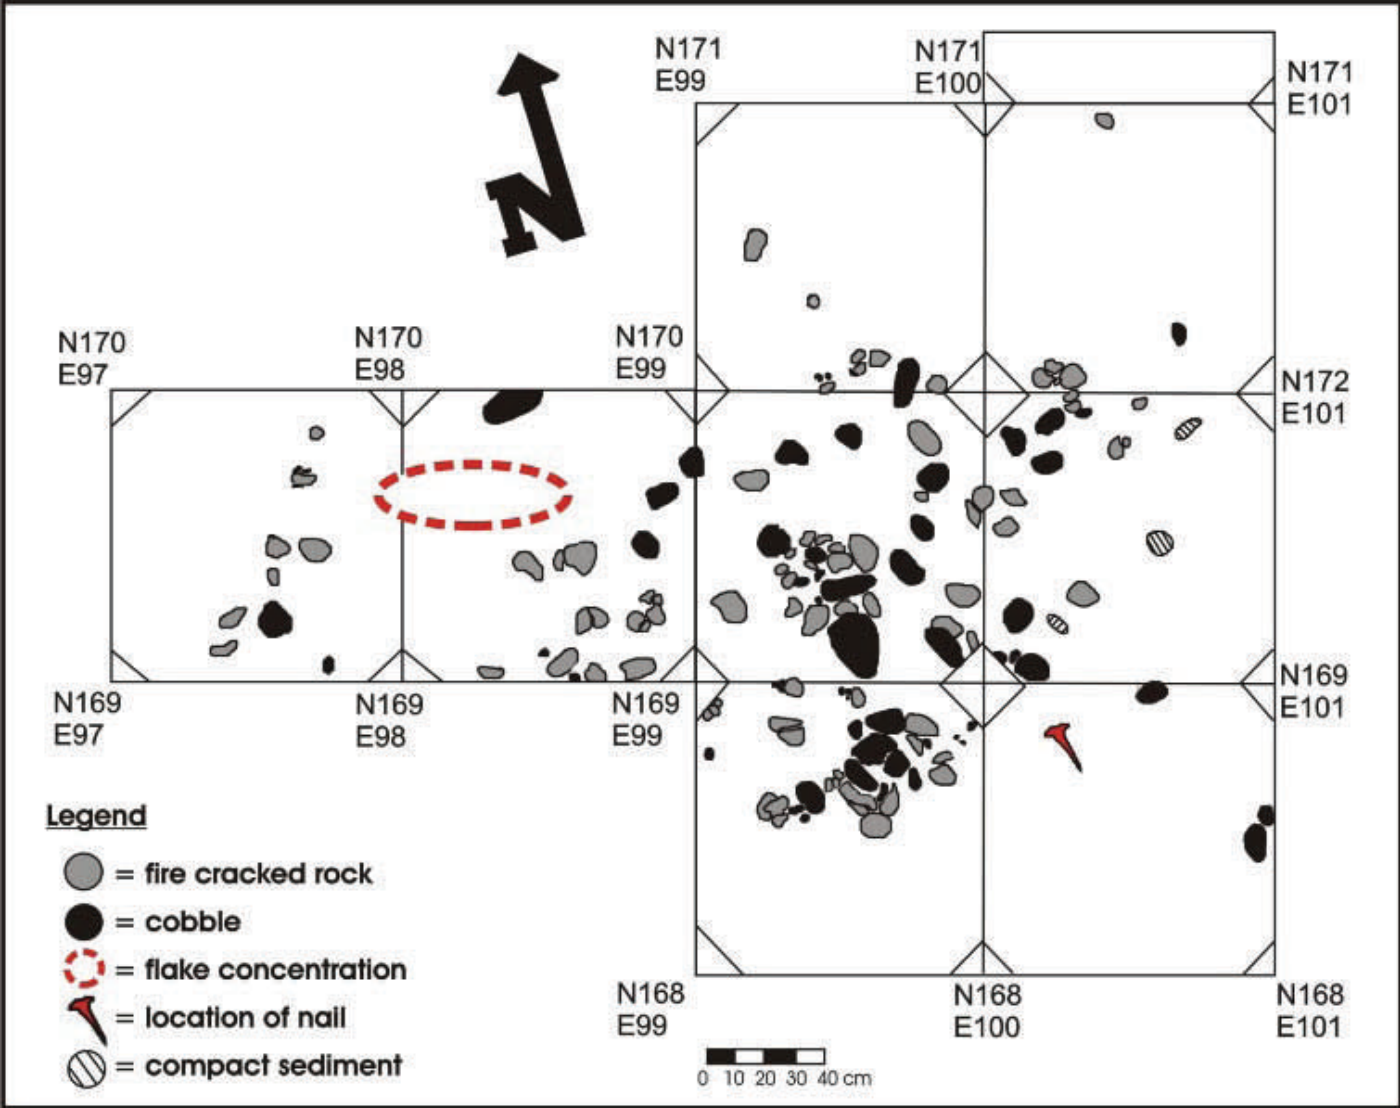 N171
E99
N171
E100
N171
E101
N
N170
E97
N170
E98
N170
E99
N172
E101
N169
E97
N169
E98
N169
E99
N169
E101
Legend
= fire cracked rock
= cobble
= flake concentration
= location of nail
= compact sediment
N168
E99
N168
E100
N168
E101
0 10 20 30 40 cm